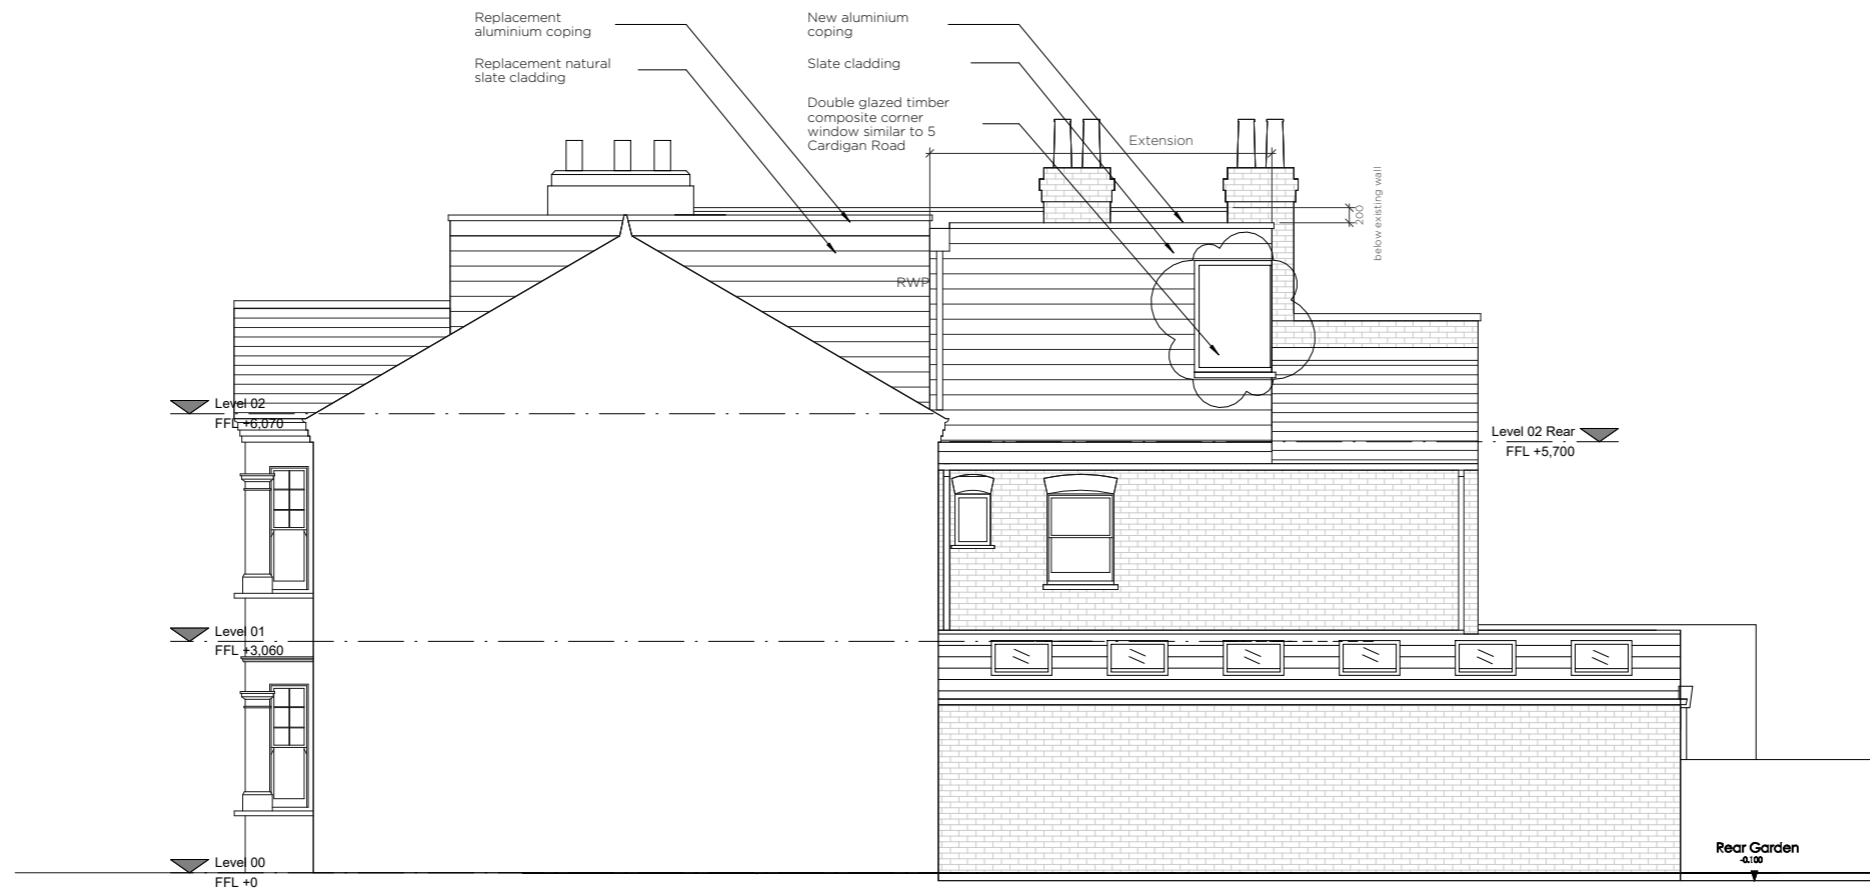 Replacement
aluminium coping
Replacement natural
slate cladding
New aluminium
coping
Slate cladding
Double glazed timber
composite corner
window similar to 5
Cardigan Road
Extension
200
below existing wall
RWP
Level 02
FFL +6,070
Level 02 Rear
FFL +5,700
Level 01
FFL +3,060
Rear Garden
-0.100
Level 00
FFL +0